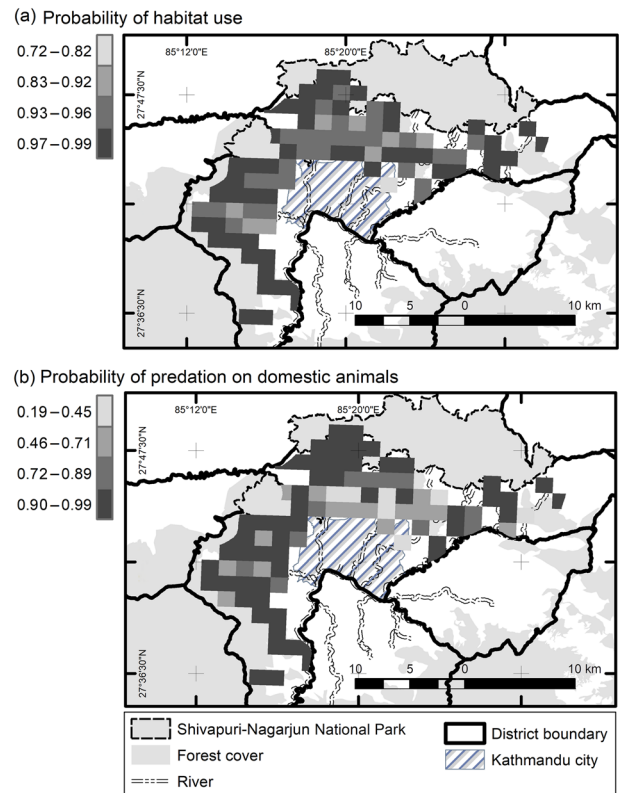 (a) Probability of habitat use
0.72–0.82
0.83–0.92
0.93–0.96
0.97–0.99
85°12'0"E
85°20'0"E
27°47'30"N
27°36'30"N
10 5 0 10 km
(b) Probability of predation on domestic animals
0.19–0.45
0.46–0.71
0.72–0.89
0.90–0.99
85°12'0"E
85°20'0"E
27°47'30"N
27°36'30"N
10 5 0 10 km
Shivapuri-Nagarjun National Park
Forest cover
River
District boundary
Kathmandu city